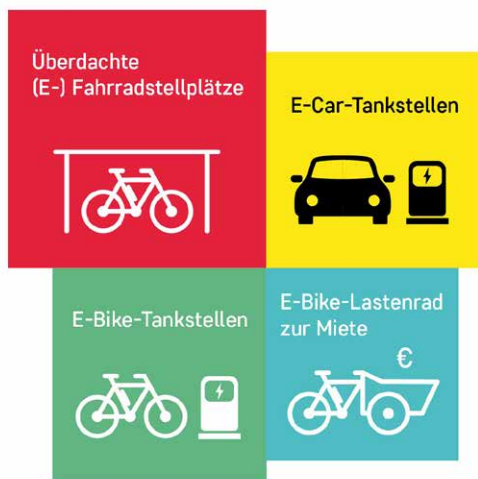 Überdachte
(E-) Fahrradstellplätze
E-Car-Tankstellen
E-Bike-Tankstellen
E-Bike-Lastenrad
zur Miete
€